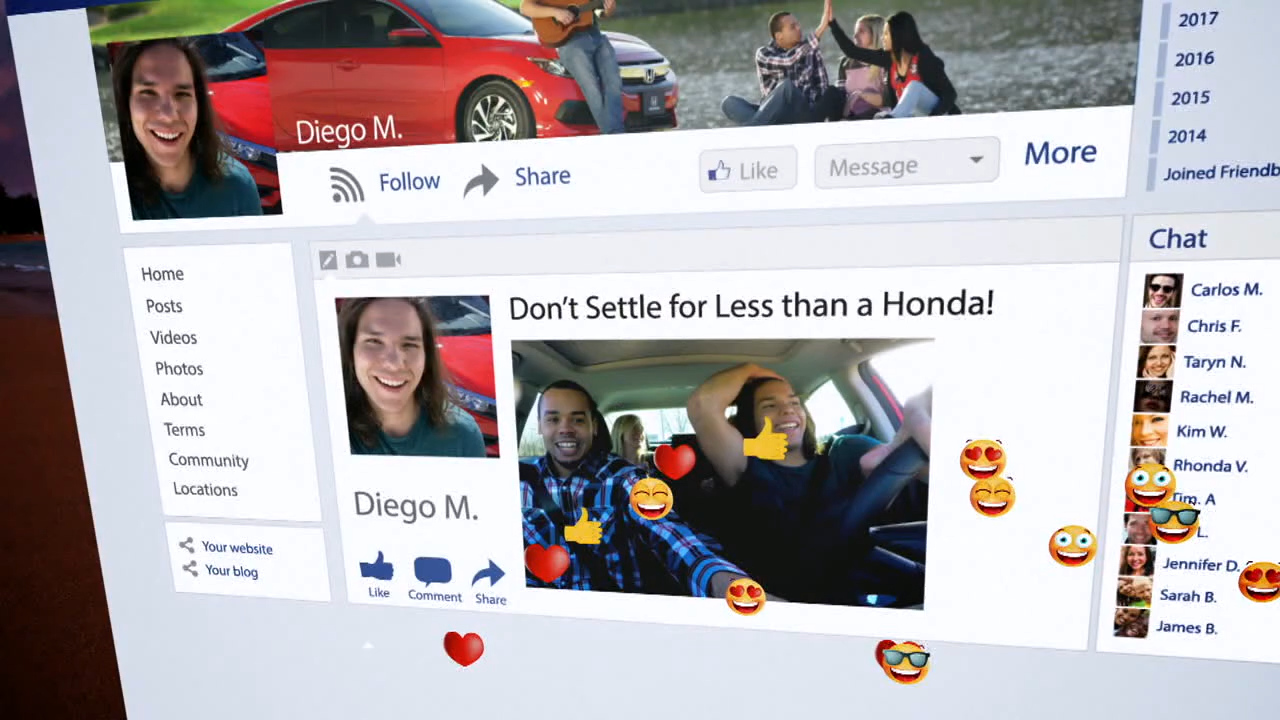 2017
2016
2015
2014
Diego M.
Follow
Share
Like
Message
More
Home
Posts
Videos
Photos
About
Terms
Community
Locations
Your website
Your blog
Don't Settle for Less than a Honda!
Diego M.
Like
Comment
Share
Chat
Carlos M.
Chris F.
Taryn N.
Rachel M.
Kim W.
Rhonda V.
Tim. A
L.
Jennifer D.
Sarah B.
James B.